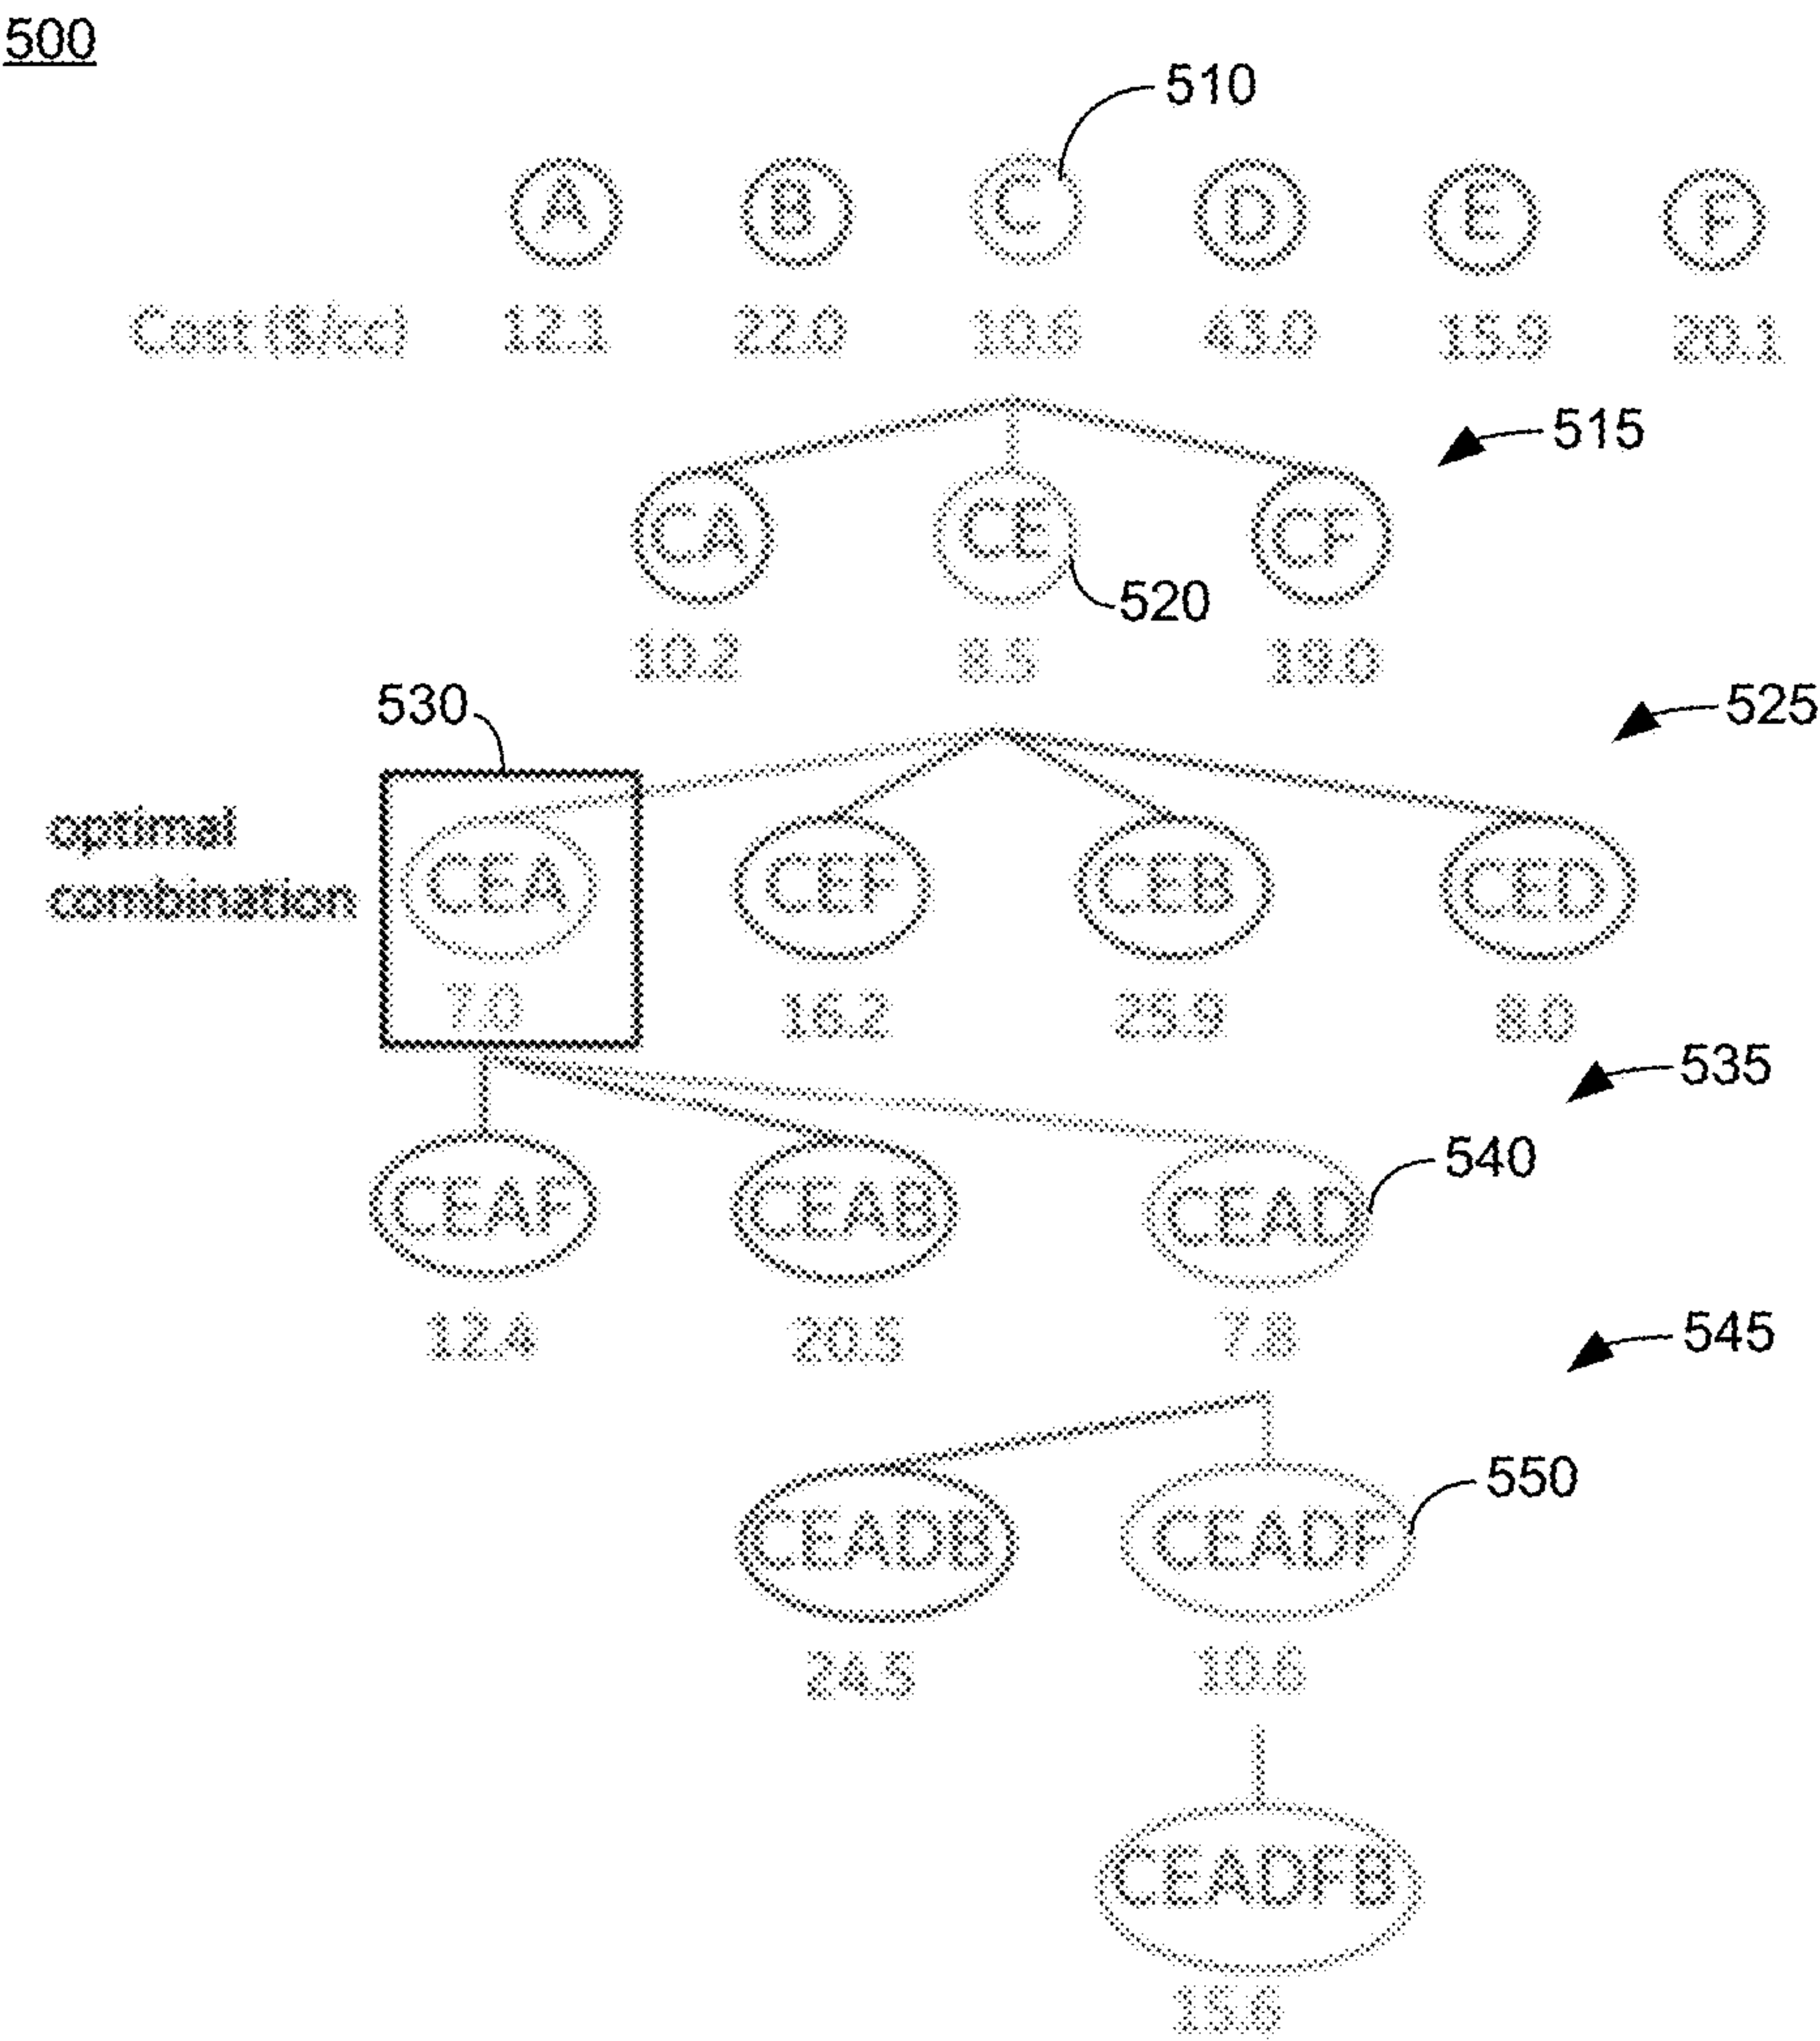 500
510
A B C D E F
Cost ($/cc) 12.1 22.0 10.6 43.0 15.9 20.1
515
CA CE CF
520
10.2 8.5 19.0
530
525
optimal
combination
CEA CEF CEB CED
7.0 16.2 25.9 8.0
535
540
CEAF CEAB CEAD
12.4 20.5 7.8
545
550
CEADB CEADF
24.5 10.6
CEADFB
15.6